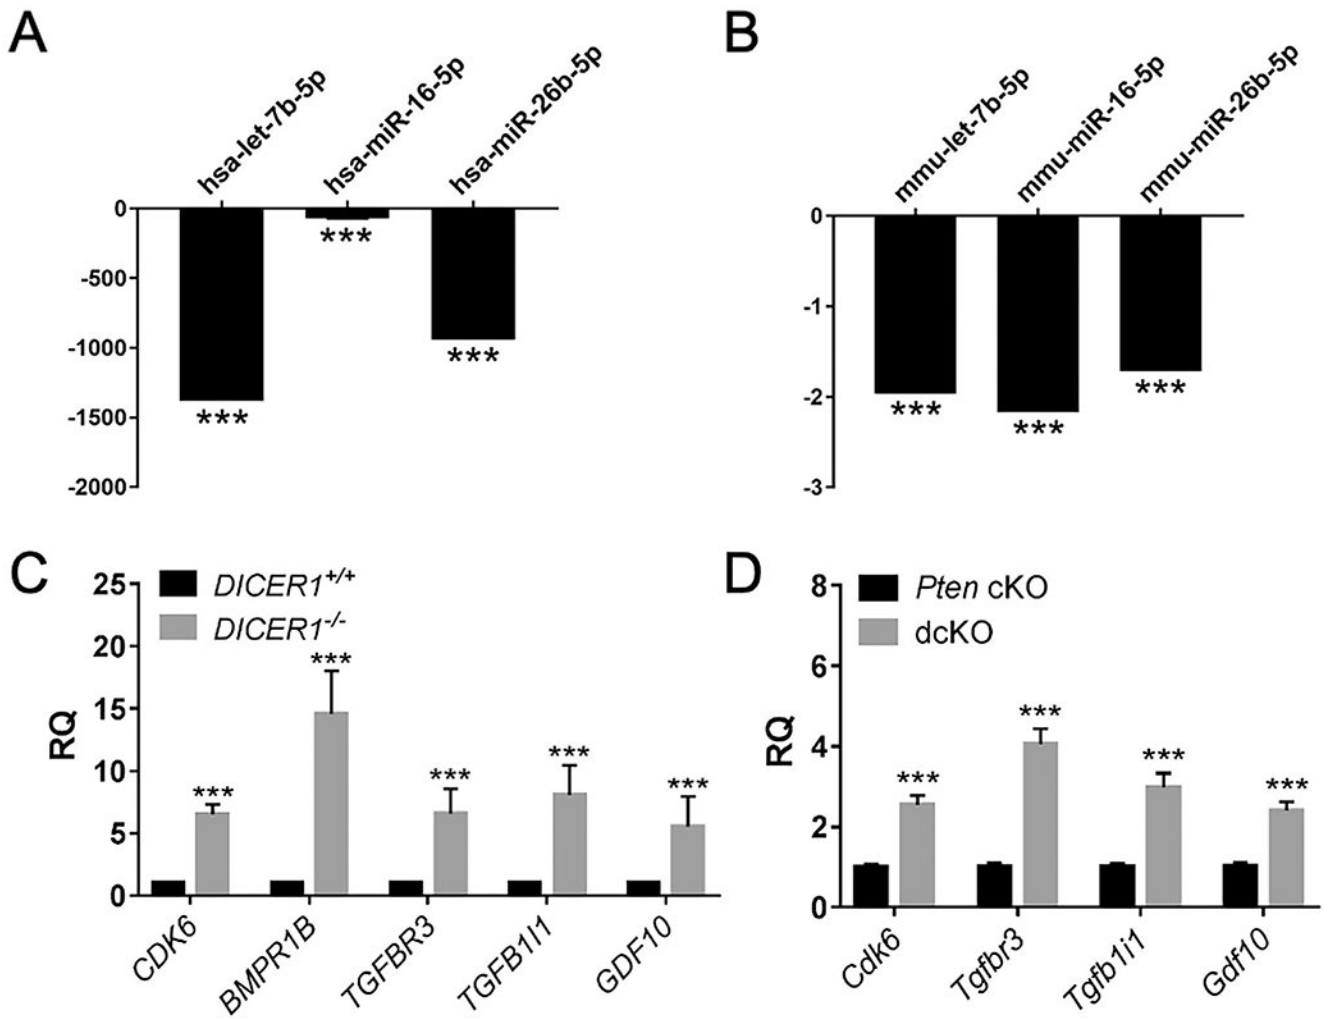 A
hsa-let-7b-5p
hsa-miR-16-5p
hsa-miR-26b-5p
0
-500
-1000
-1500
-2000
***
***
***
B
mmu-let-7b-5p
mmu-miR-16-5p
mmu-miR-26b-5p
0
-1
-2
-3
***
***
***
C
DICER1+/+
DICER1-/-
RQ
25
20
15
10
5
0
***
***
***
***
***
CDK6
BMPR1B
TGFBR3
TGFB1I1
GDF10
D
Pten cKO
dcKO
RQ
8
6
4
2
0
***
***
***
***
Cdk6
Tgfbr3
Tgfb1i1
Gdf10